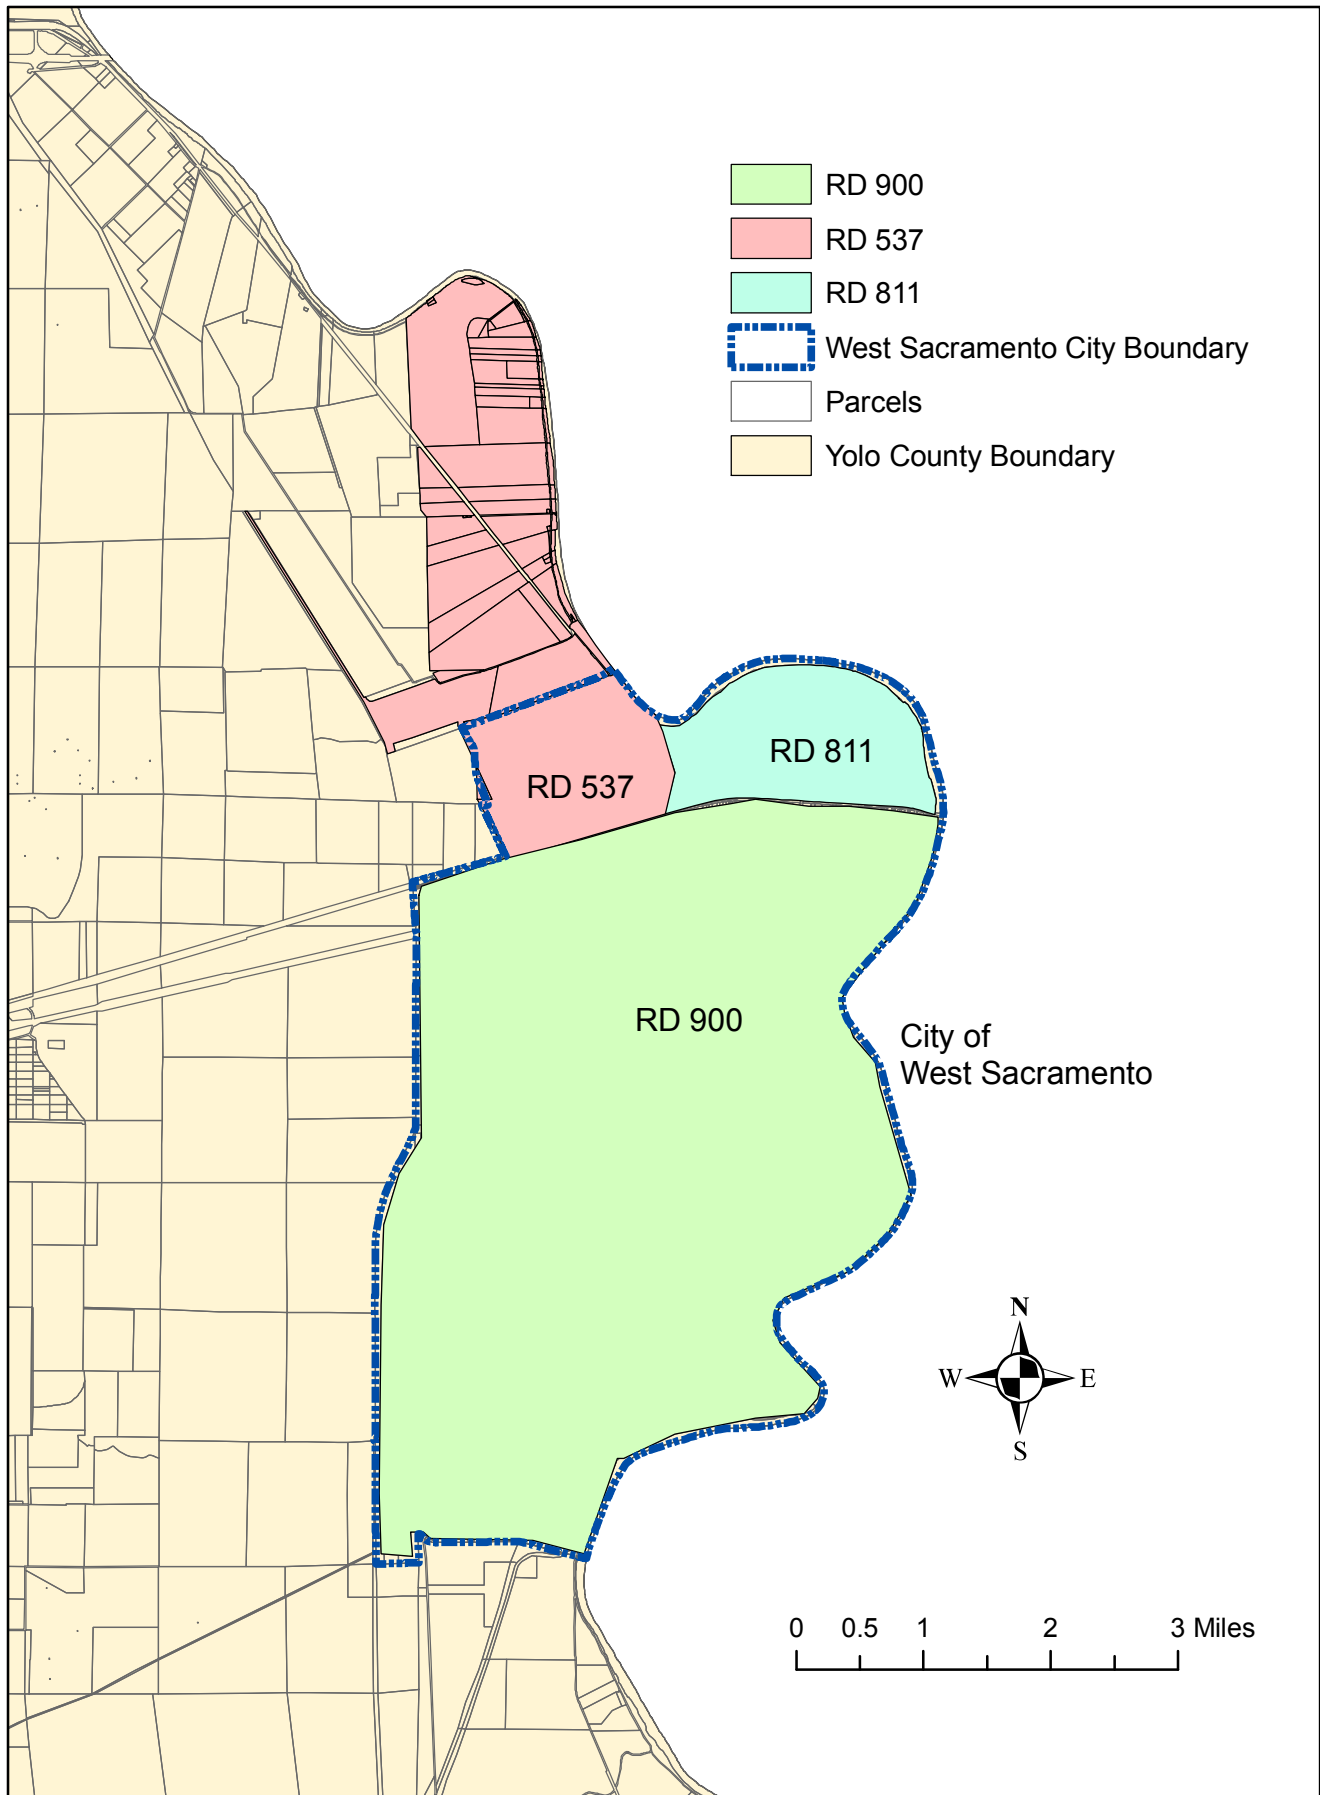 RD 900
RD 537
RD 811
West Sacramento City Boundary
Parcels
Yolo County Boundary
RD 811
RD 537
RD 900
City of
West Sacramento
N
W E
S
0 0.5 1 2 3 Miles